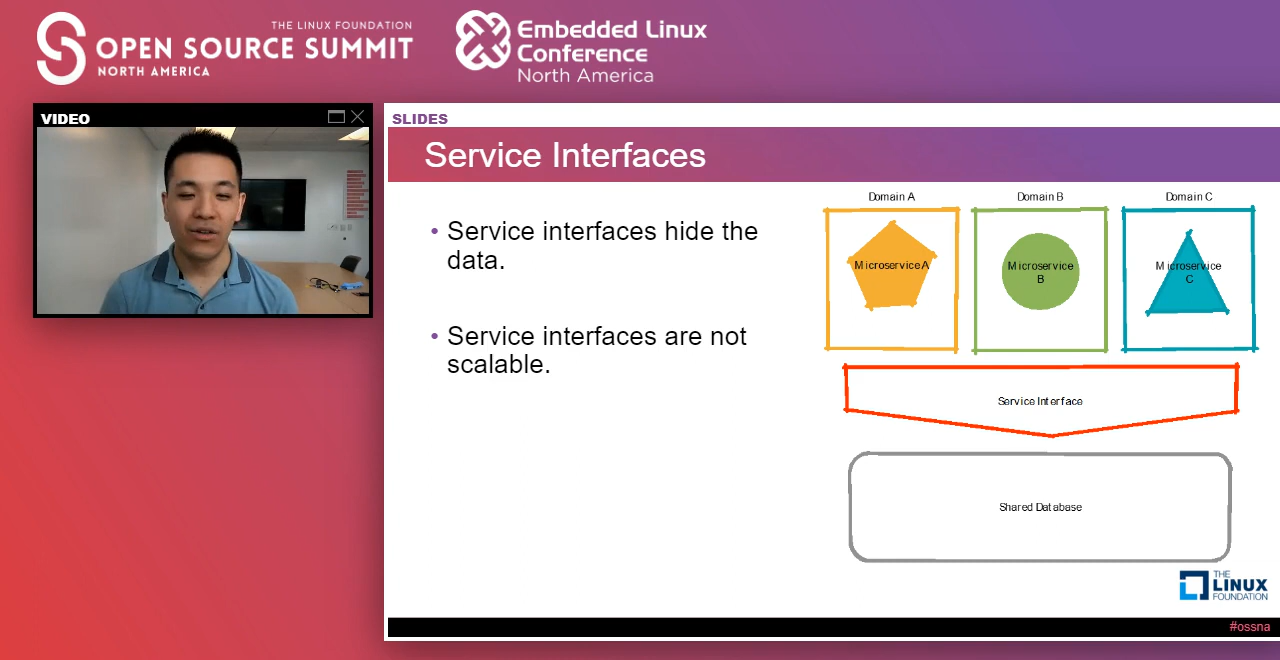 THE LINUX FOUNDATION
OPEN SOURCE SUMMIT
NORTH AMERICA
Embedded Linux
Conference
North America
VIDEO
SLIDES
Service Interfaces
• Service interfaces hide the
data.
• Service interfaces are not
scalable.
Domain A
Domain B
Domain C
Microservice A
Microservice
B
Microservice
C
Service Interface
Shared Database
THE
LINUX
FOUNDATION
#ossna